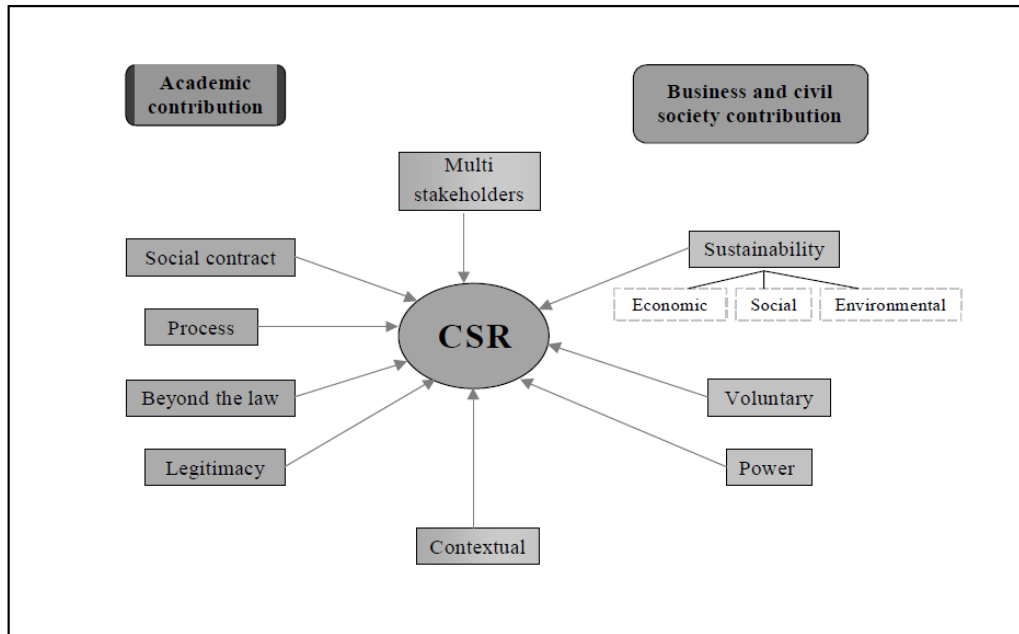 Academic
contribution
Business and civil
society contribution
Multi
stakeholders
Social contract
Sustainability
Economic
Social
Environmental
Process
CSR
Beyond the law
Voluntary
Legitimacy
Power
Contextual